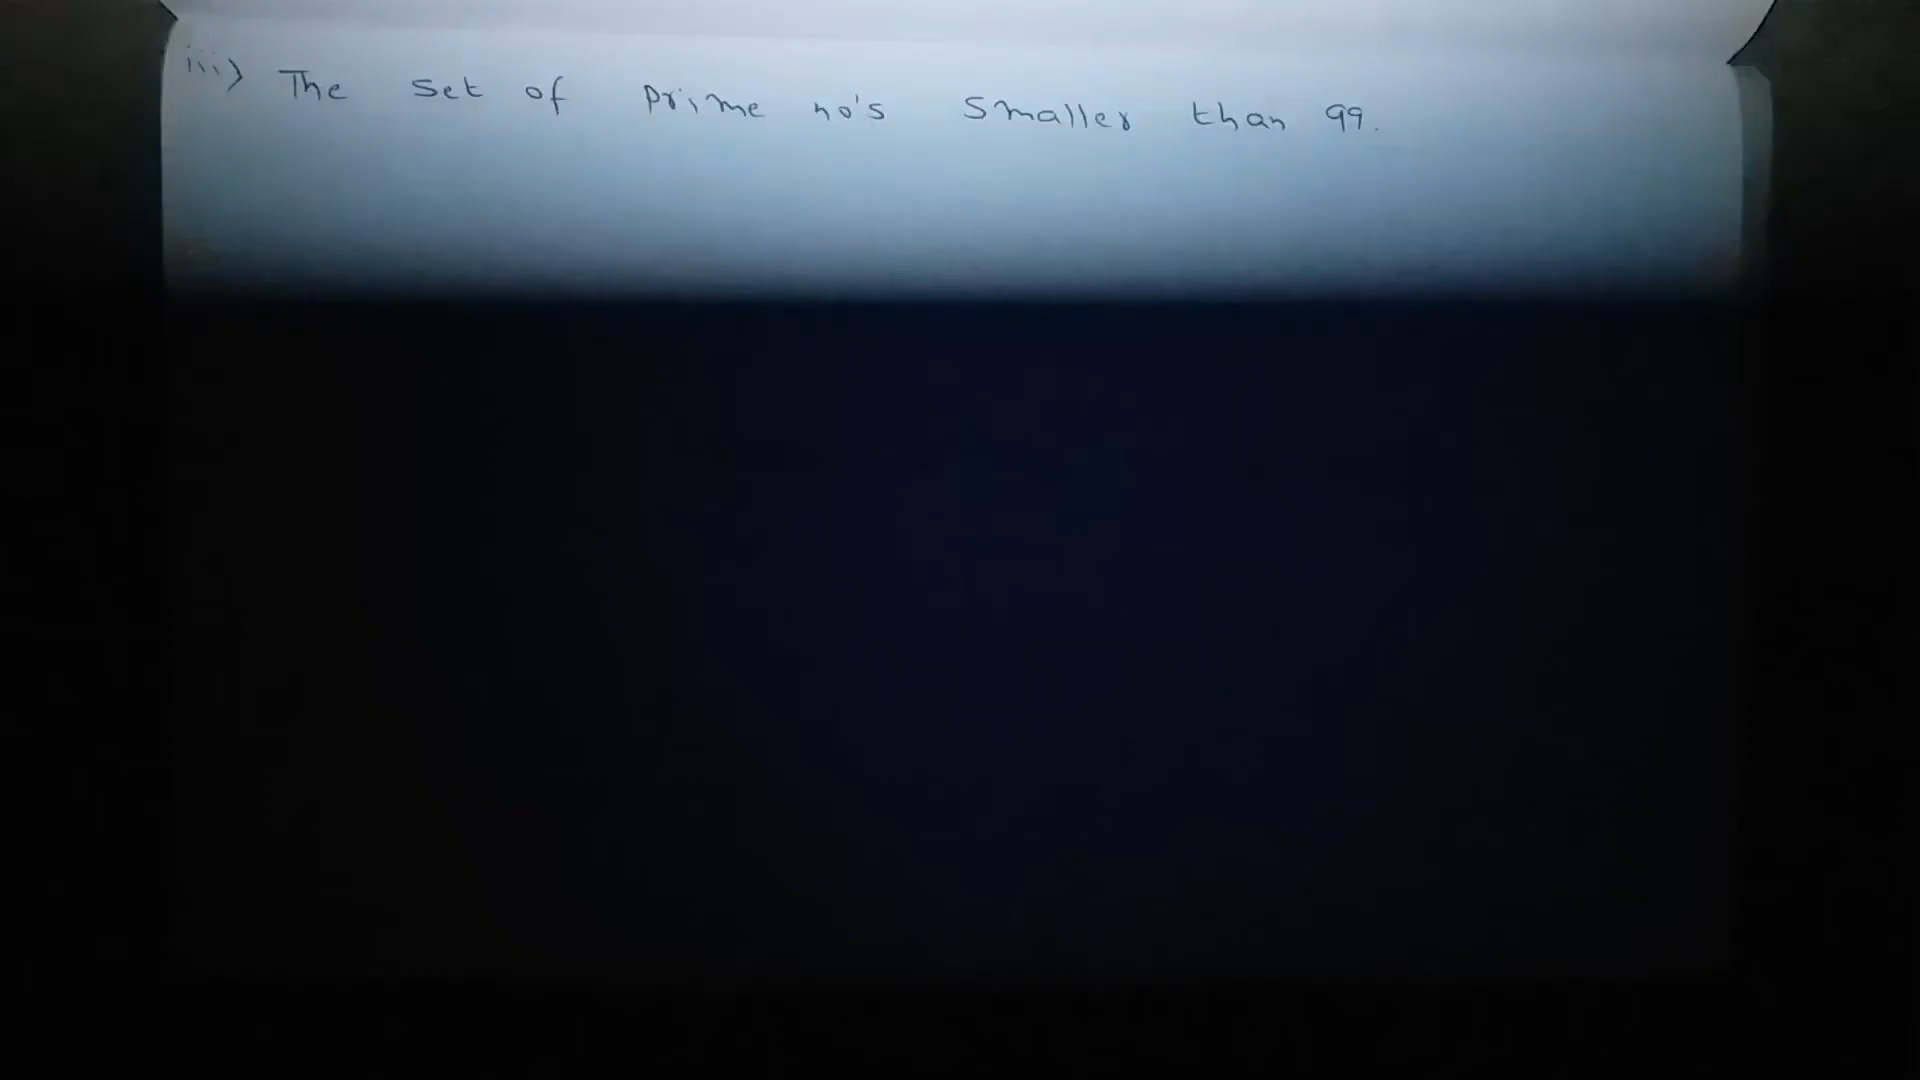 iii) The set of prime no's smaller than 99.